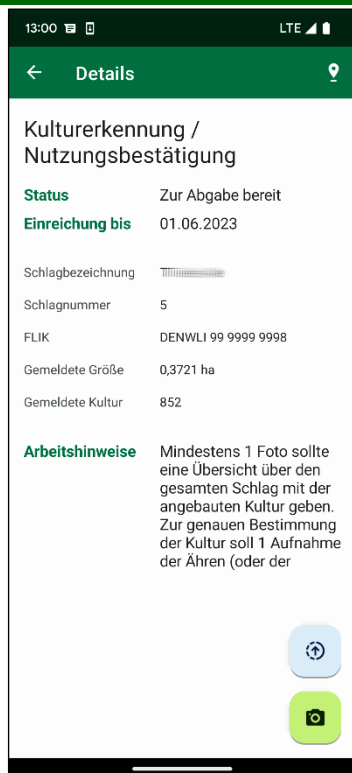 13:00 LTE
Details
Kulturerkennung /
Nutzungsbestätigung
Status Zur Abgabe bereit
Einreichung bis 01.06.2023
Schlagbezeichnung
Schlagnummer 5
FLIK DENWLI 99 9999 9998
Gemeldete Größe 0,3721 ha
Gemeldete Kultur 852
Arbeitshinweise Mindestens 1 Foto sollte
eine Übersicht über den
gesamten Schlag mit der
angebauten Kultur geben.
Zur genauen Bestimmung
der Kultur soll 1 Aufnahme
der Ähren (oder der